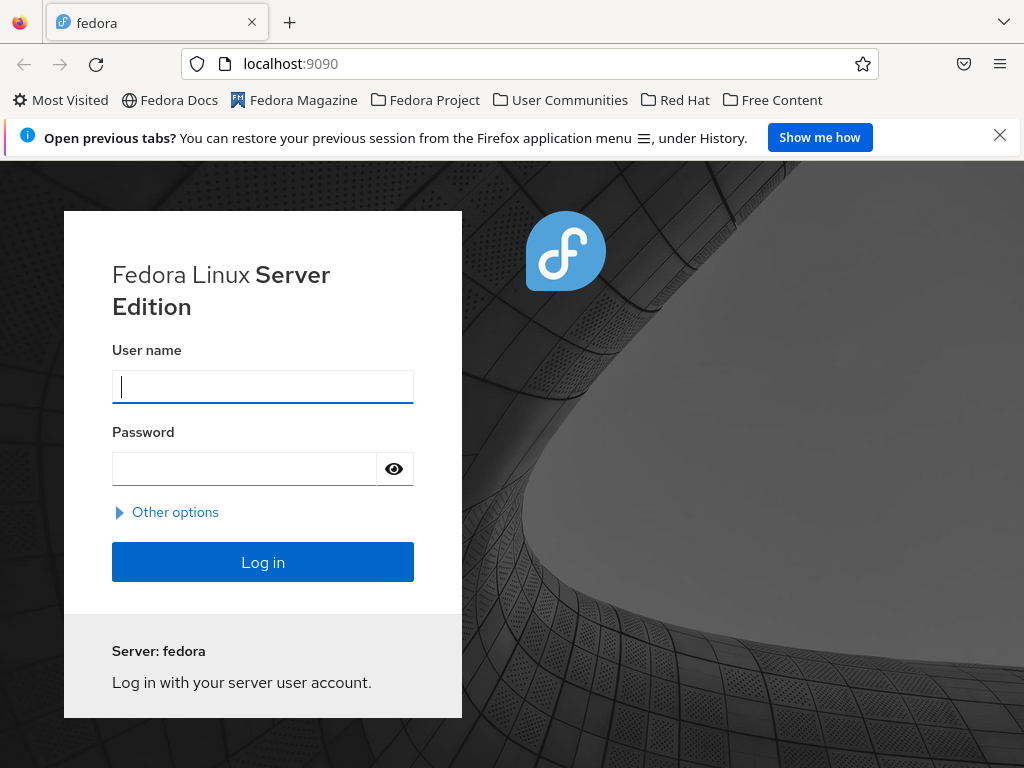 fedora
localhost:9090
Most Visited
Fedora Docs
FM
Fedora Magazine
Fedora Project
User Communities
Red Hat
Free Content
Open previous tabs? You can restore your previous session from the Firefox application menu ☰, under History.
Show me how
Fedora Linux Server
Edition
User name
Password
Other options
Log in
Server: fedora
Log in with your server user account.